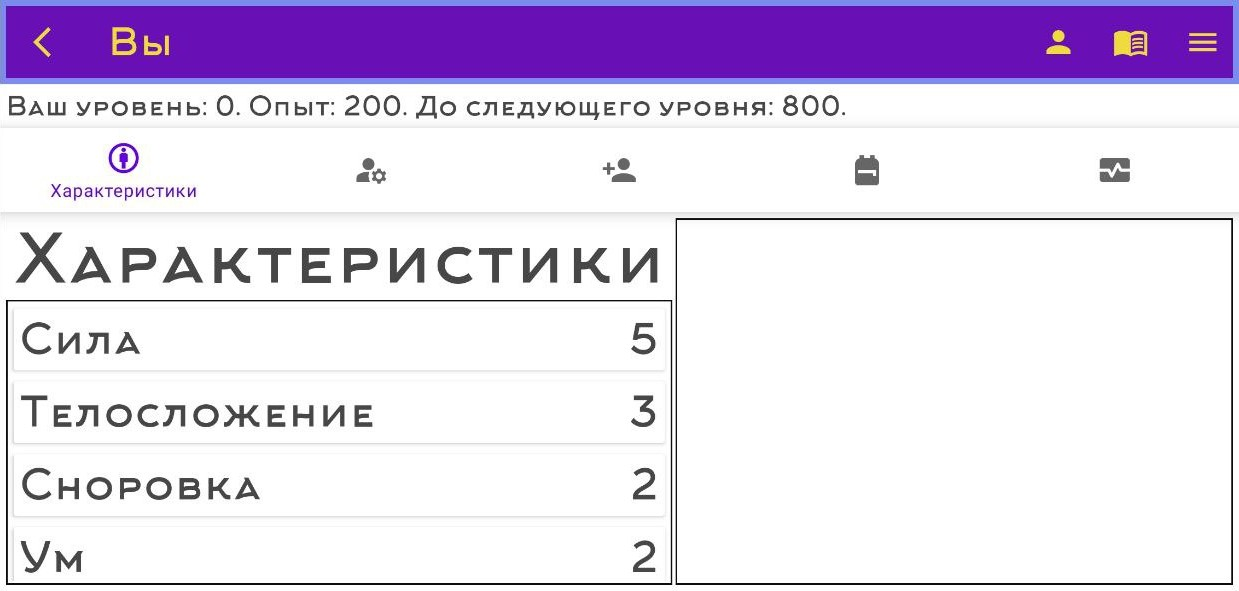 Вы
Ваш уровень: 0. Опыт: 200. До следующего уровня: 800.
Характеристики
Характеристики
Сила 5
Телосложение 3
Сноровка 2
Ум 2